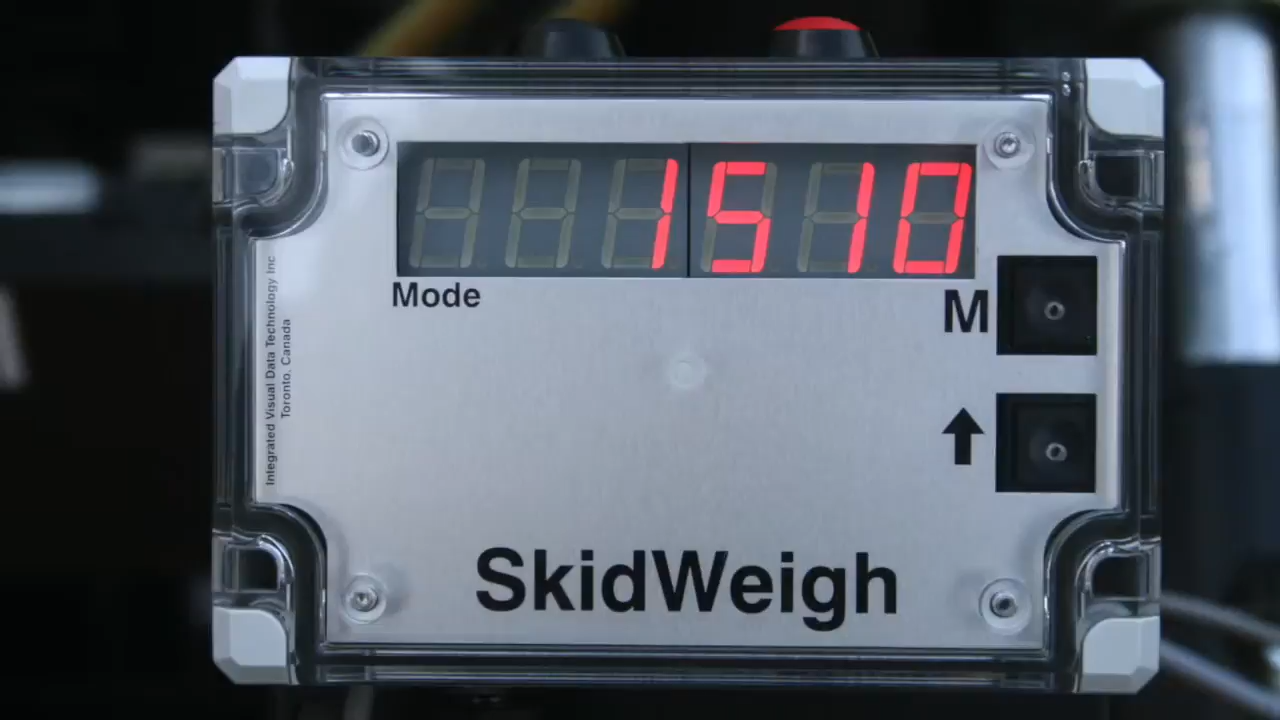 1510
Mode
M
Integrated Visual Data Technology Inc
Toronto, Canada
SkidWeigh